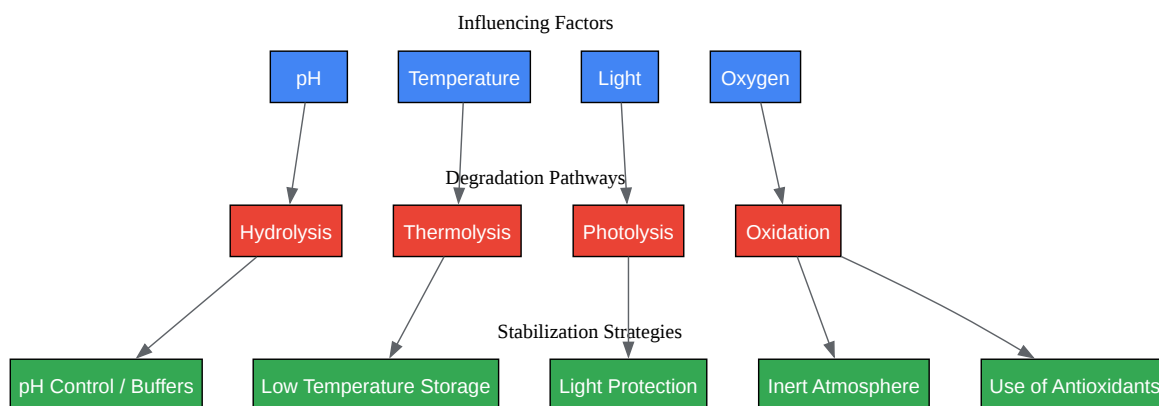 Influencing Factors
pH
Temperature
Light
Oxygen
Degradation Pathways
Hydrolysis
Thermolysis
Photolysis
Oxidation
Stabilization Strategies
pH Control / Buffers
Low Temperature Storage
Light Protection
Inert Atmosphere
Use of Antioxidants